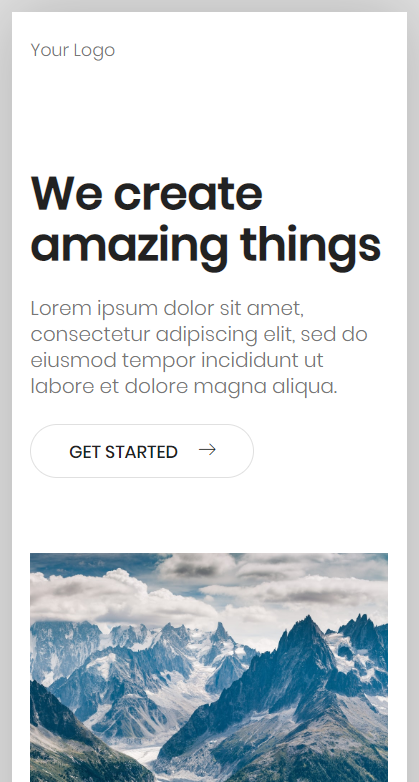 Your Logo
We create
amazing things
Lorem ipsum dolor sit amet,
consectetur adipiscing elit, sed do
eiusmod tempor incididunt ut
labore et dolore magna aliqua.
GET STARTED